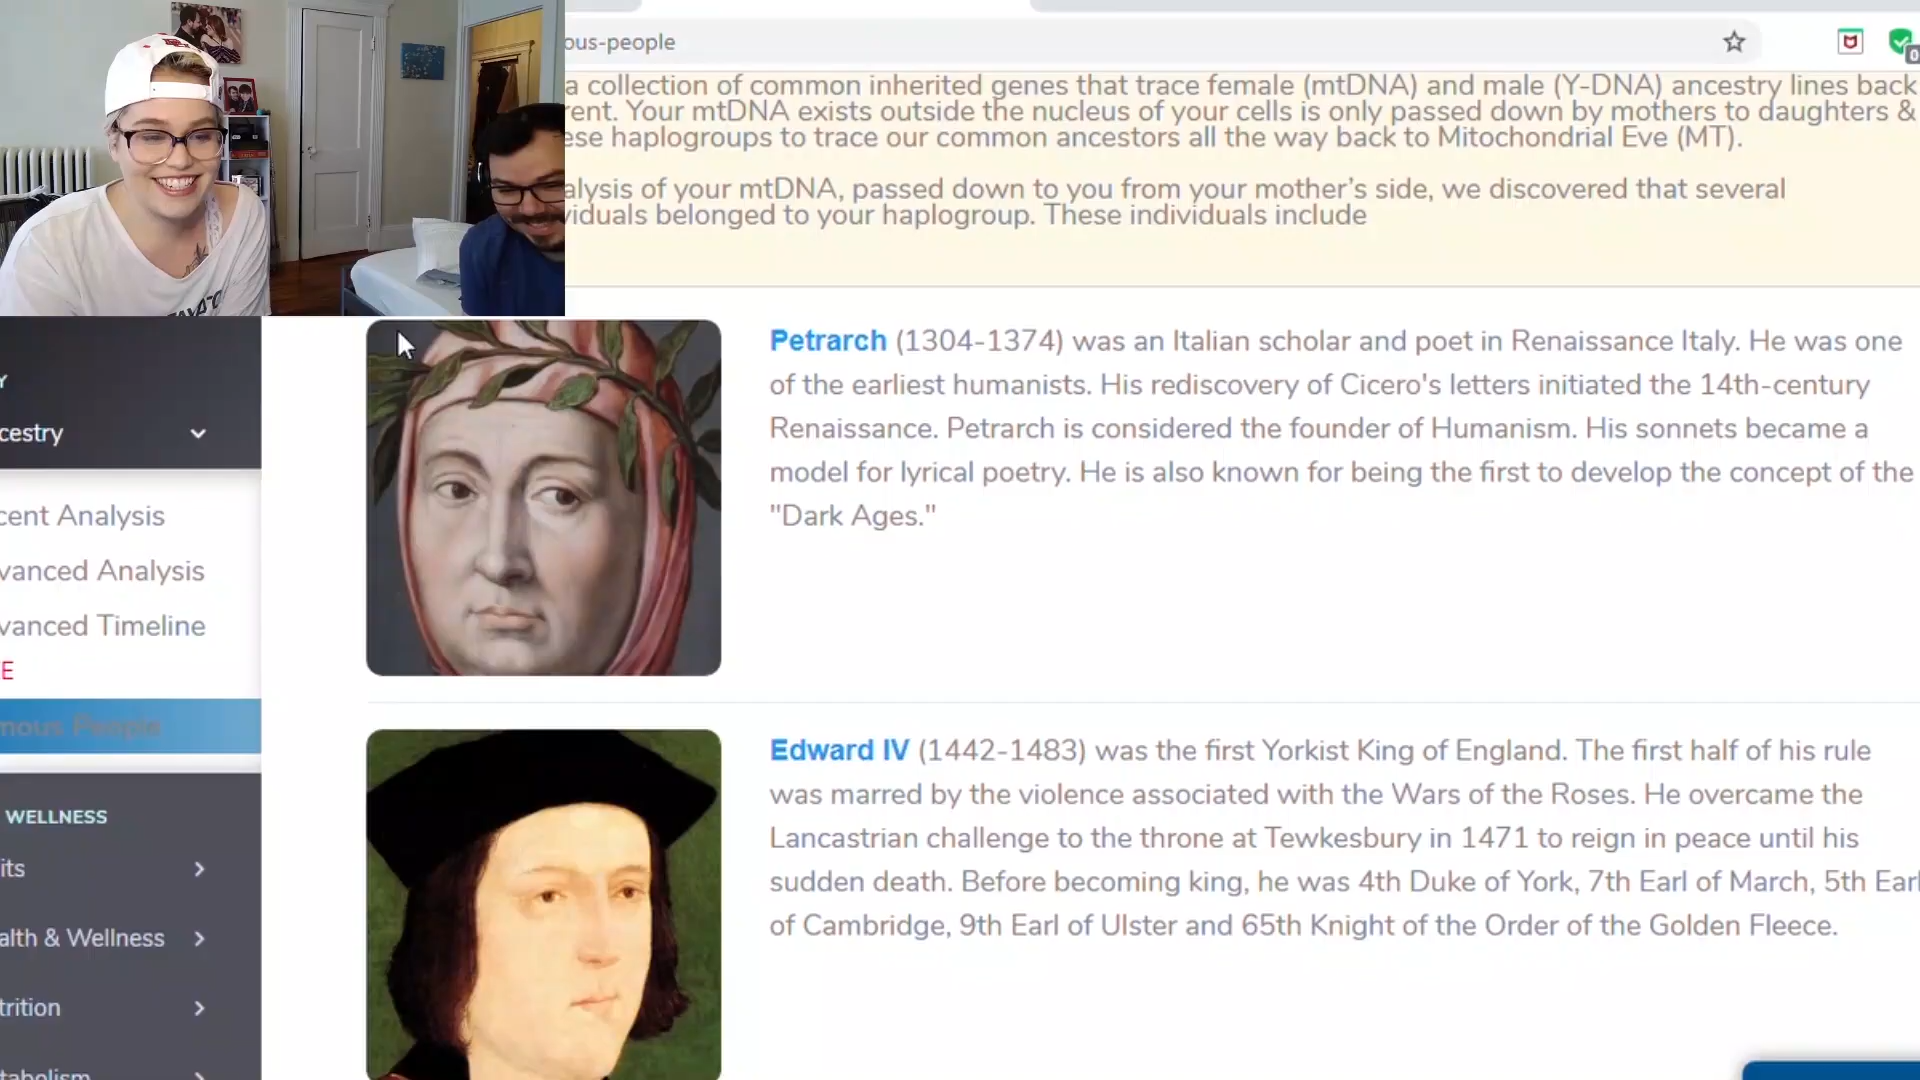 ous-people
a collection of common inherited genes that trace female (mtDNA) and male (Y-DNA) ancestry lines back
rent. Your mtDNA exists outside the nucleus of your cells is only passed down by mothers to daughters &
ese haplogroups to trace our common ancestors all the way back to Mitochondrial Eve (MT).
alysis of your mtDNA, passed down to you from your mother's side, we discovered that several
viduals belonged to your haplogroup. These individuals include
Y
cestry
cent Analysis
vanced Analysis
vanced Timeline
E
mous People
WELLNESS
its
alth & Wellness
trition
tabolism
Petrarch (1304-1374) was an Italian scholar and poet in Renaissance Italy. He was one
of the earliest humanists. His rediscovery of Cicero's letters initiated the 14th-century
Renaissance. Petrarch is considered the founder of Humanism. His sonnets became a
model for lyrical poetry. He is also known for being the first to develop the concept of the
"Dark Ages."
Edward IV (1442-1483) was the first Yorkist King of England. The first half of his rule
was marred by the violence associated with the Wars of the Roses. He overcame the
Lancastrian challenge to the throne at Tewkesbury in 1471 to reign in peace until his
sudden death. Before becoming king, he was 4th Duke of York, 7th Earl of March, 5th Earl
of Cambridge, 9th Earl of Ulster and 65th Knight of the Order of the Golden Fleece.